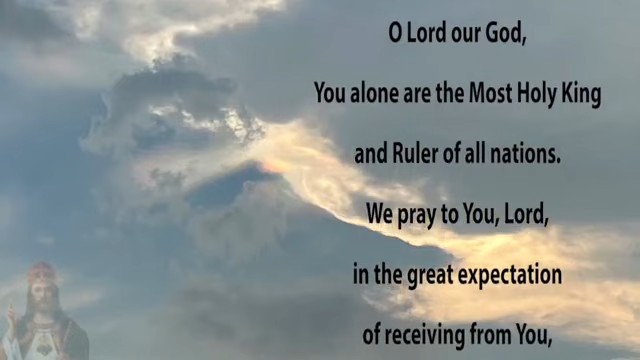 O Lord our God,
You alone are the Most Holy King
and Ruler of all nations.
We pray to You, Lord,
in the great expectation
of receiving from You,